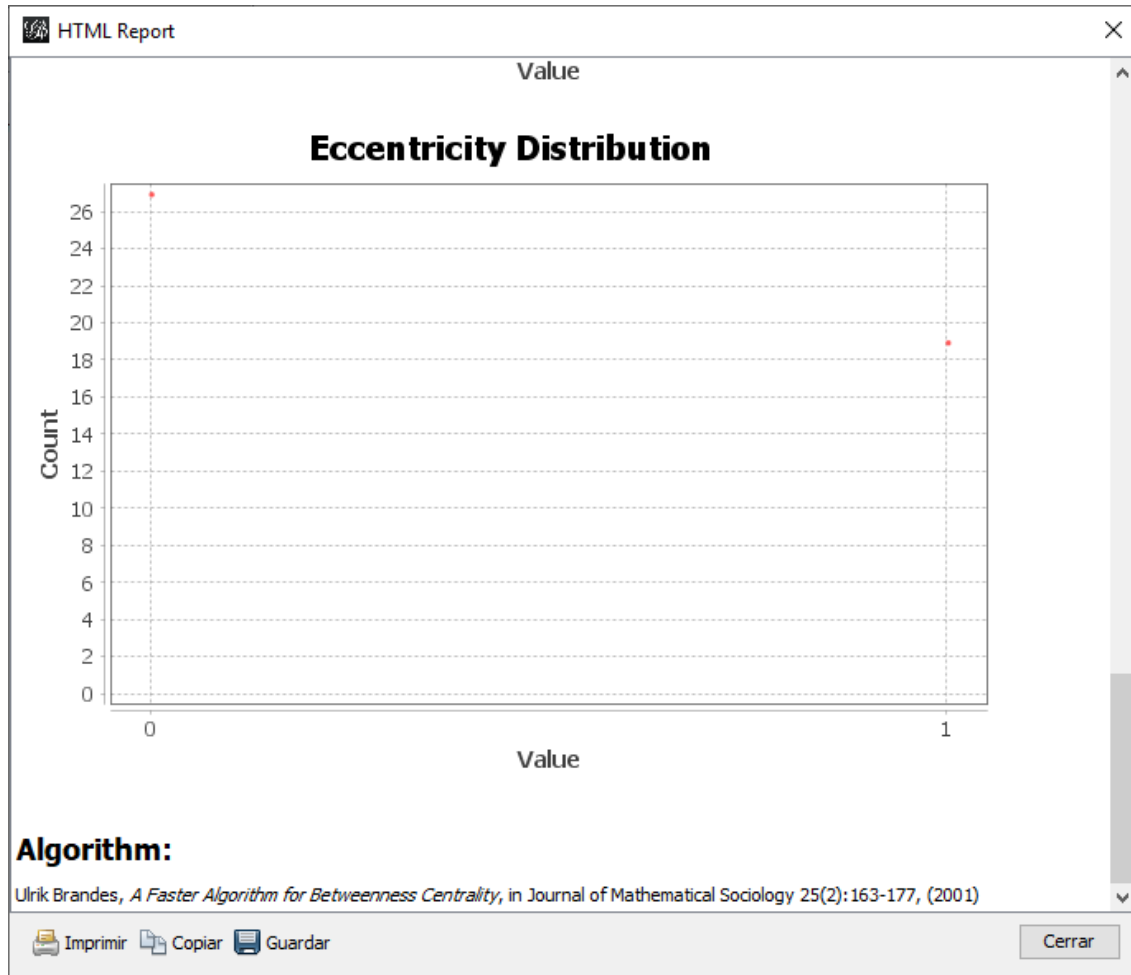 HTML Report
Value
Eccentricity Distribution
26
24
22
20
18
16
14
12
10
8
6
4
2
0
Count
0 1
Value
Algorithm:
Ulrik Brandes, A Faster Algorithm for Betweenness Centrality, in Journal of Mathematical Sociology 25(2):163-177, (2001)
Imprimir Copiar Guardar Cerrar